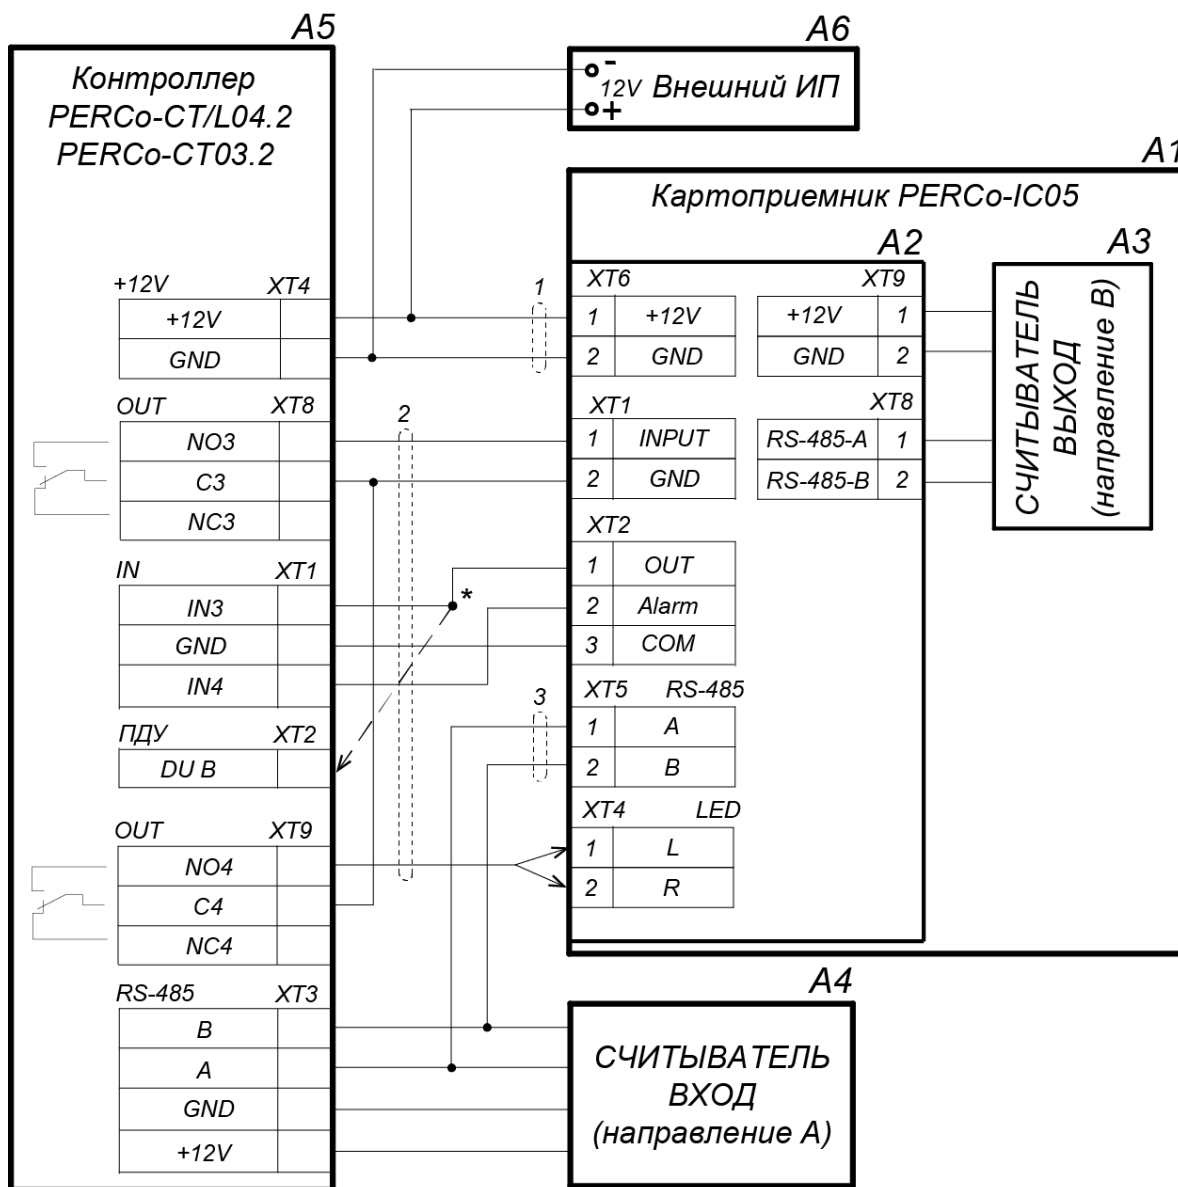 A5
Контроллер
PERCo-CT/L04.2
PERCo-CT03.2
+12V XT4
+12V
GND
OUT XT8
NO3
C3
NC3
IN XT1
IN3
GND
IN4
ПДУ XT2
DU B
OUT XT9
NO4
C4
NC4
RS-485 XT3
B
A
GND
+12V
1
2
*
3
A6
-
12V Внешний ИП
+
A1
Картоприемник PERCo-IC05
A2
XT6
1 +12V
2 GND
XT1
1 INPUT
2 GND
XT2
1 OUT
2 Alarm
3 COM
XT5 RS-485
1 A
2 B
XT4 LED
1 L
2 R
XT9
+12V 1
GND 2
XT8
RS-485-A 1
RS-485-B 2
A3
СЧИТЫВАТЕЛЬ
ВЫХОД
(направление В)
A4
СЧИТЫВАТЕЛЬ
ВХОД
(направление А)